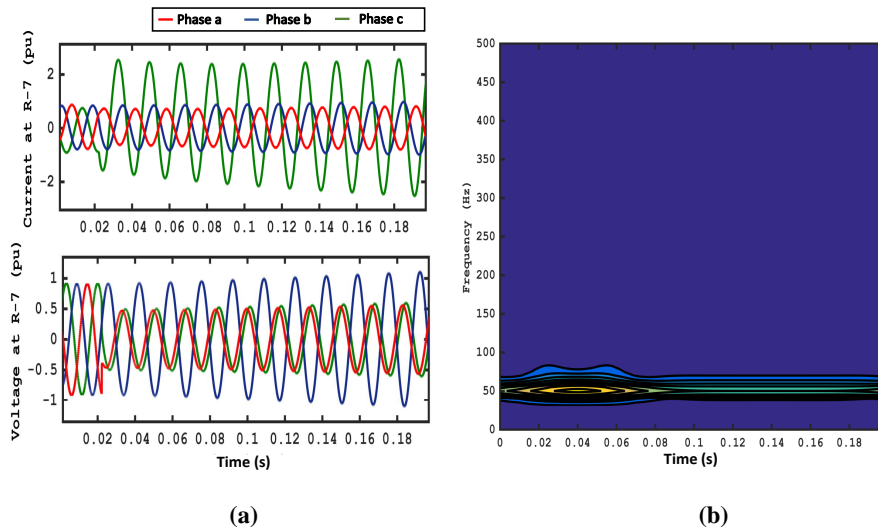 Phase a Phase b Phase c
Current at R-7 (pu)
2
0
-2
0.02 0.04 0.06 0.08 0.1 0.12 0.14 0.16 0.18
Voltage at R-7 (pu)
1
0.5
0
-0.5
-1
0.02 0.04 0.06 0.08 0.1 0.12 0.14 0.16 0.18
Time (s)
(a)
Frequency (Hz)
500
450
400
350
300
250
200
150
100
50
0
0 0.02 0.04 0.06 0.08 0.1 0.12 0.14 0.16 0.18
Time (s)
(b)